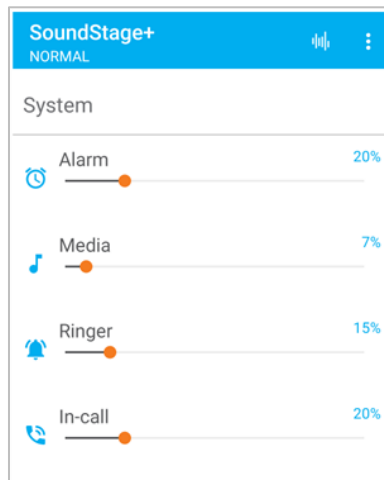 SoundStage+
NORMAL
System
Alarm 20%
Media 7%
Ringer 15%
In-call 20%